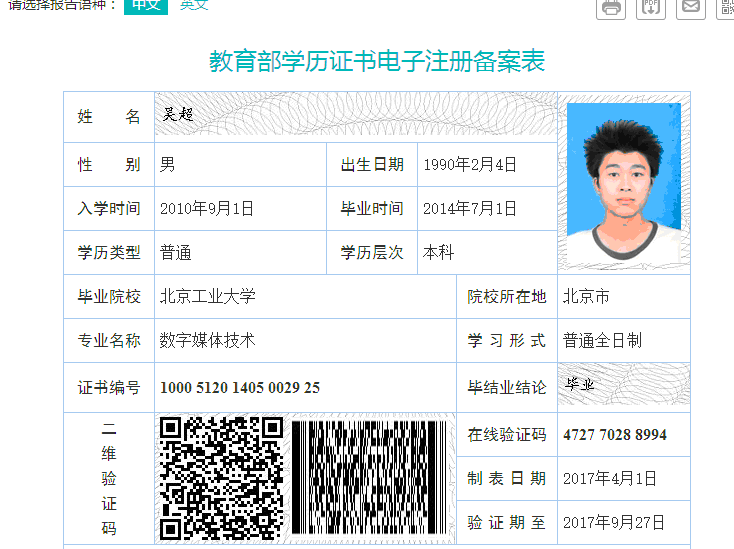 请选择报告语种： 中文 英文
PDF
教育部学历证书电子注册备案表
姓 名 吴超
性 别 男 出生日期 1990年2月4日
入学时间 2010年9月1日 毕业时间 2014年7月1日
学历类型 普通 学历层次 本科
毕业院校 北京工业大学 院校所在地 北京市
专业名称 数字媒体技术 学 习 形 式 普通全日制
证书编号 1000 5120 1405 0029 25 毕结业结论 毕业
二维验证码 在线验证码 4727 7028 8994
制 表 日 期 2017年4月1日
验 证 期 至 2017年9月27日